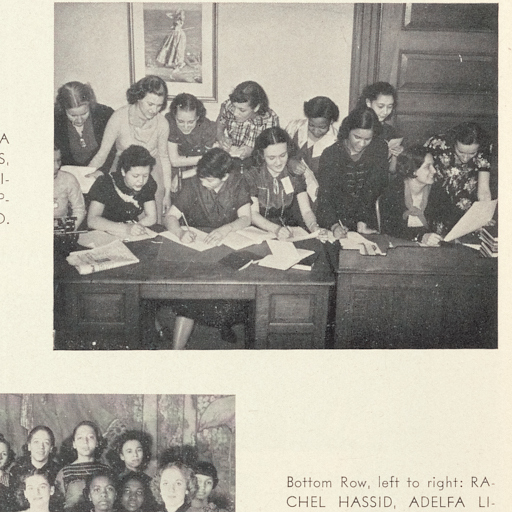 A
S,
I-
P-
O.
Bottom Row, left to right: RA-
CHEL HASSID, ADELFA LI-